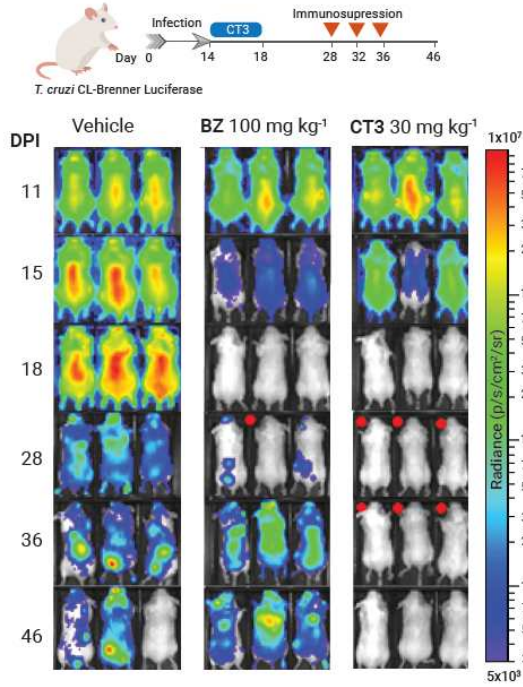 Infection
CT3
Immunosupression
Day 0 14 18 28 32 36 46
T. cruzi CL-Brenner Luciferase
DPI Vehicle BZ 100 mg kg-1 CT3 30 mg kg-1
11
15
18
28
36
46
1x10⁷
Radiance (p/s/cm²/sr)
5x10³